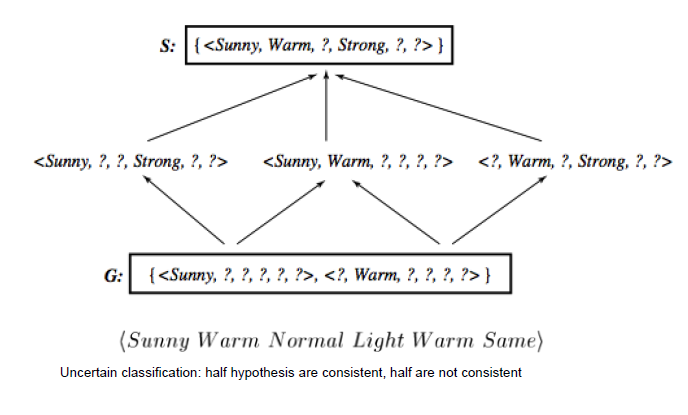 S: { <Sunny, Warm, ?, Strong, ?, ?> }
<Sunny, ?, ?, Strong, ?, ?> <Sunny, Warm, ?, ?, ?, ?> <?, Warm, ?, Strong, ?, ?>
G: { <Sunny, ?, ?, ?, ?, ?>, <?, Warm, ?, ?, ?, ?> }
⟨Sunny Warm Normal Light Warm Same⟩
Uncertain classification: half hypothesis are consistent, half are not consistent